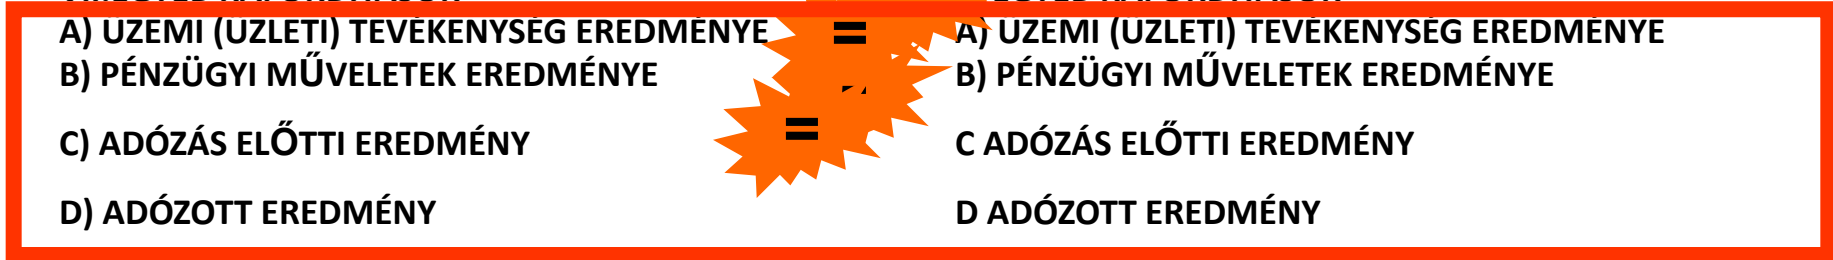 A) ÜZEMI (ÜZLETI) TEVÉKENYSÉG EREDMÉNYE = A) ÜZEMI (ÜZLETI) TEVÉKENYSÉG EREDMÉNYE
B) PÉNZÜGYI MŰVELETEK EREDMÉNYE B) PÉNZÜGYI MŰVELETEK EREDMÉNYE
C) ADÓZÁS ELŐTTI EREDMÉNY = C ADÓZÁS ELŐTTI EREDMÉNY
D) ADÓZOTT EREDMÉNY D ADÓZOTT EREDMÉNY